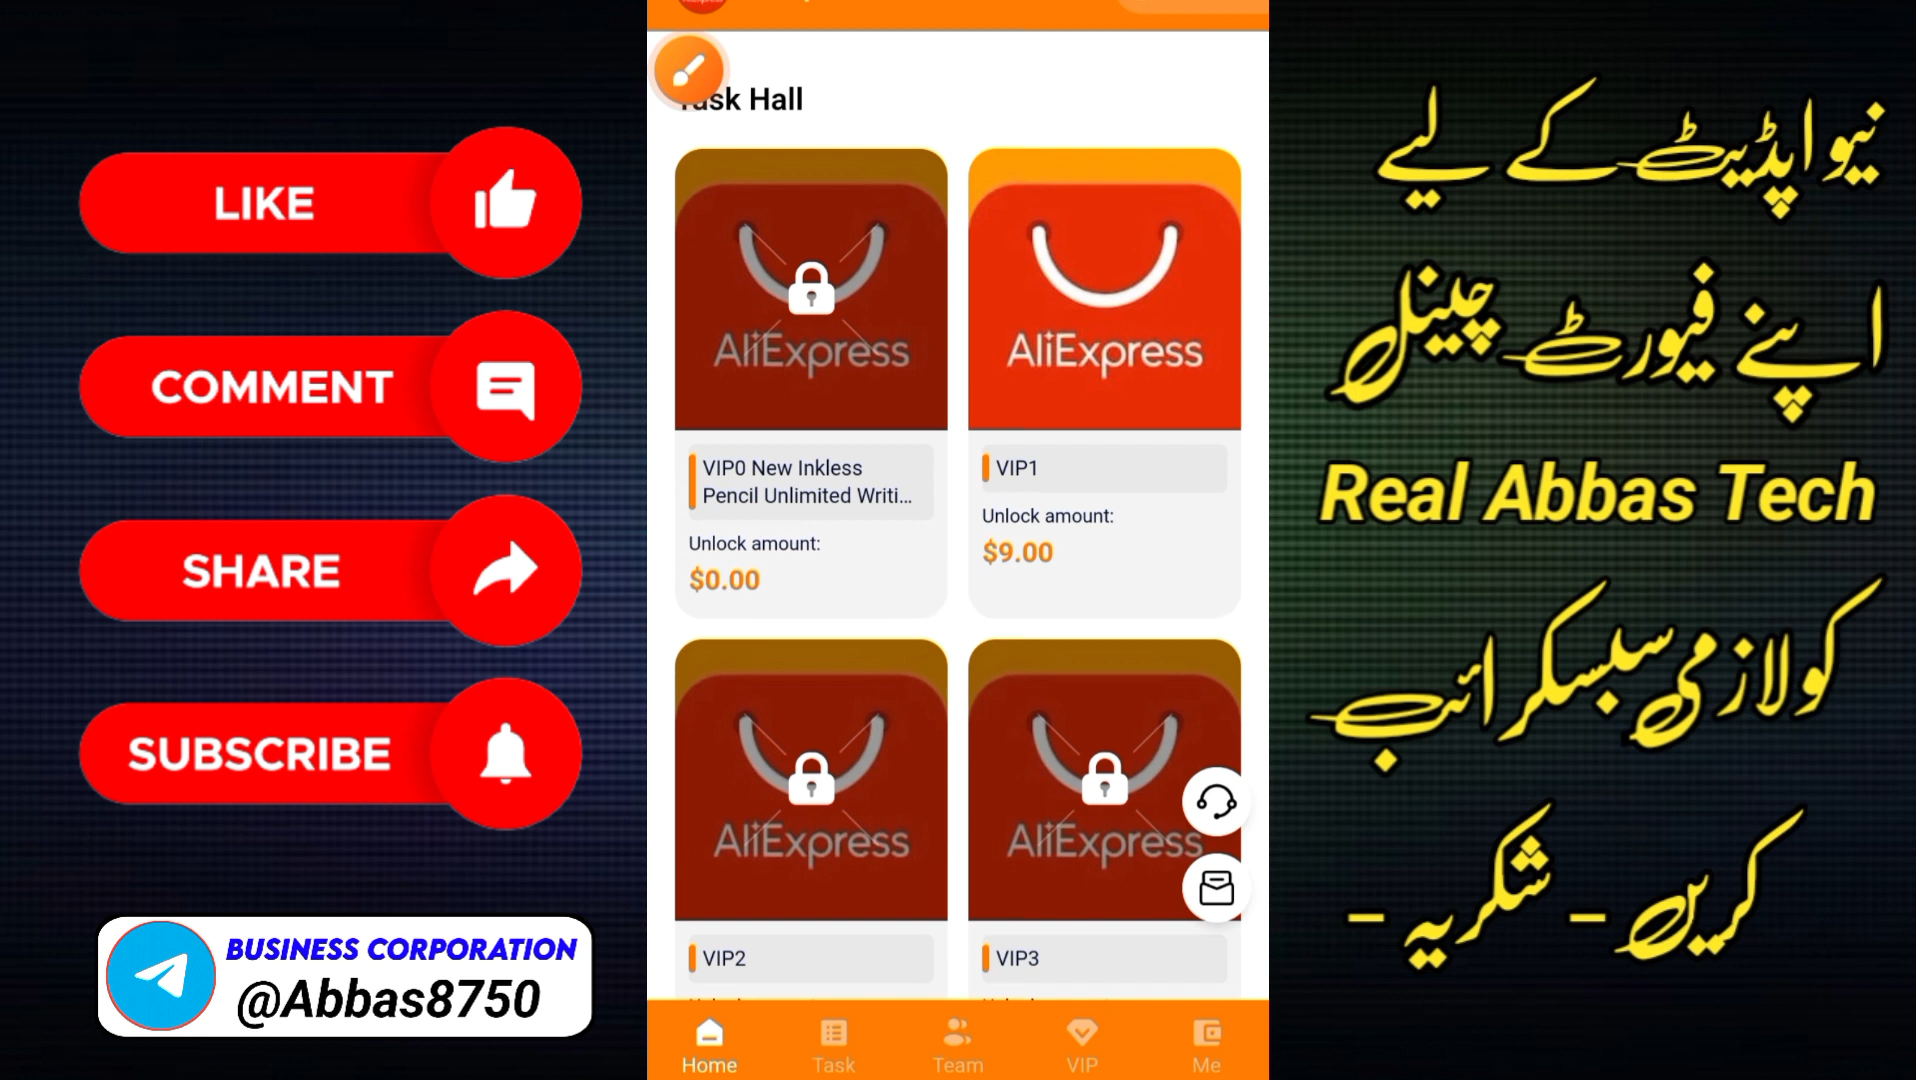 LIKE
COMMENT
SHARE
SUBSCRIBE
BUSINESS CORPORATION
@Abbas8750
Task Hall
AliExpress
AliExpress
VIP0 New Inkless
Pencil Unlimited Writi...
Unlock amount:
$0.00
VIP1
Unlock amount:
$9.00
AliExpress
AliExpress
VIP2
VIP3
Home
Task
Team
VIP
Me
نیو اپڈیٹ کے لیے
اپنے فیورٹ چینل
Real Abbas Tech
کو لازمی سبسکرائب
کریں - شکریہ -